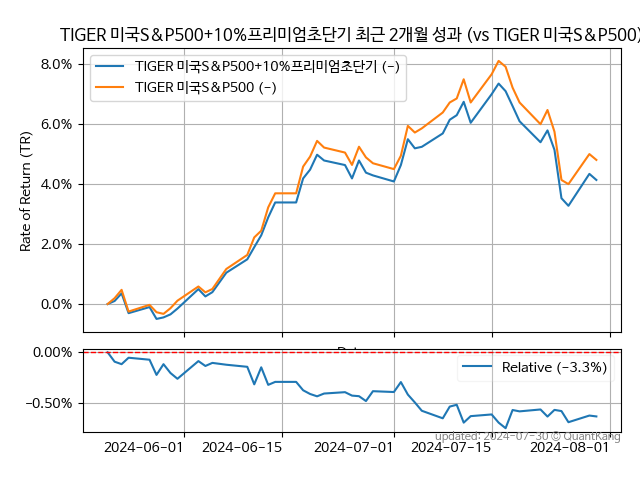 TIGER 미국S&P500+10%프리미엄초단기 최근 2개월 성과 (vs TIGER 미국S&P500)
TIGER 미국S&P500+10%프리미엄초단기 (-)
TIGER 미국S&P500 (-)
8.0%
6.0%
4.0%
2.0%
0.0%
Rate of Return (TR)
0.00%
-0.50%
Relative (-3.3%)
updated: 2024-07-30 © QuantKang
2024-06-01
2024-06-15
2024-07-01
2024-07-15
2024-08-01